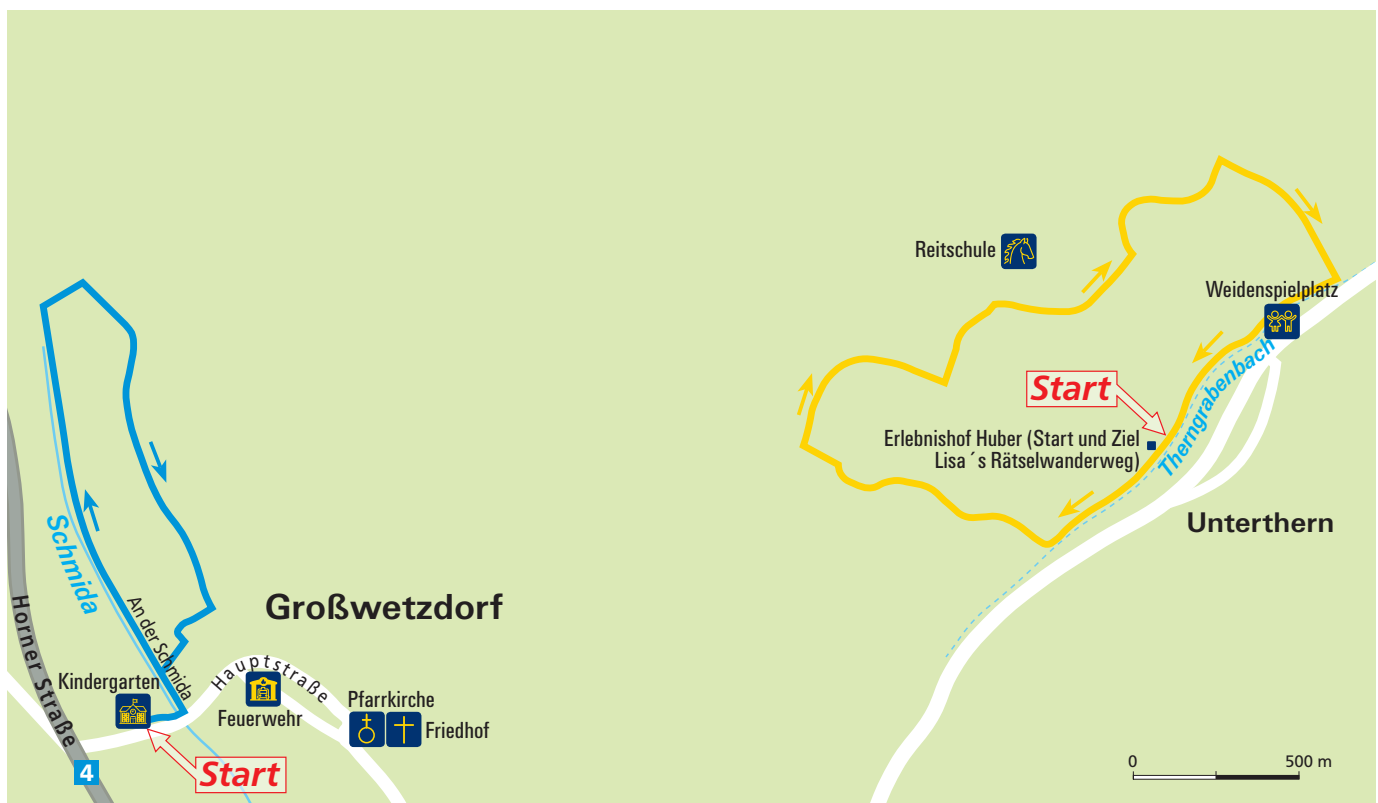 Reitschule
Weidenspielplatz
Start
Therngrabenbach
Erlebnishof Huber (Start und Ziel
Lisa ´s Rätselwanderweg)
Unterthern
Schmida
Großwetzdorf
An der Schmida
Horner Straße
Hauptstraße
Kindergarten
Feuerwehr
Pfarrkirche
Friedhof
4
Start
0 500 m